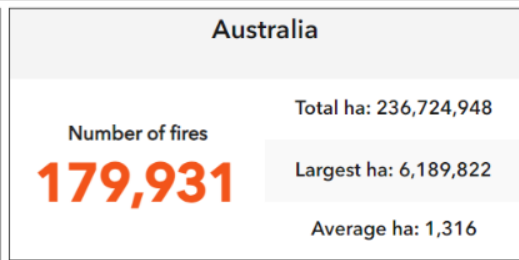 Australia
Number of fires
179,931
Total ha: 236,724,948
Largest ha: 6,189,822
Average ha: 1,316